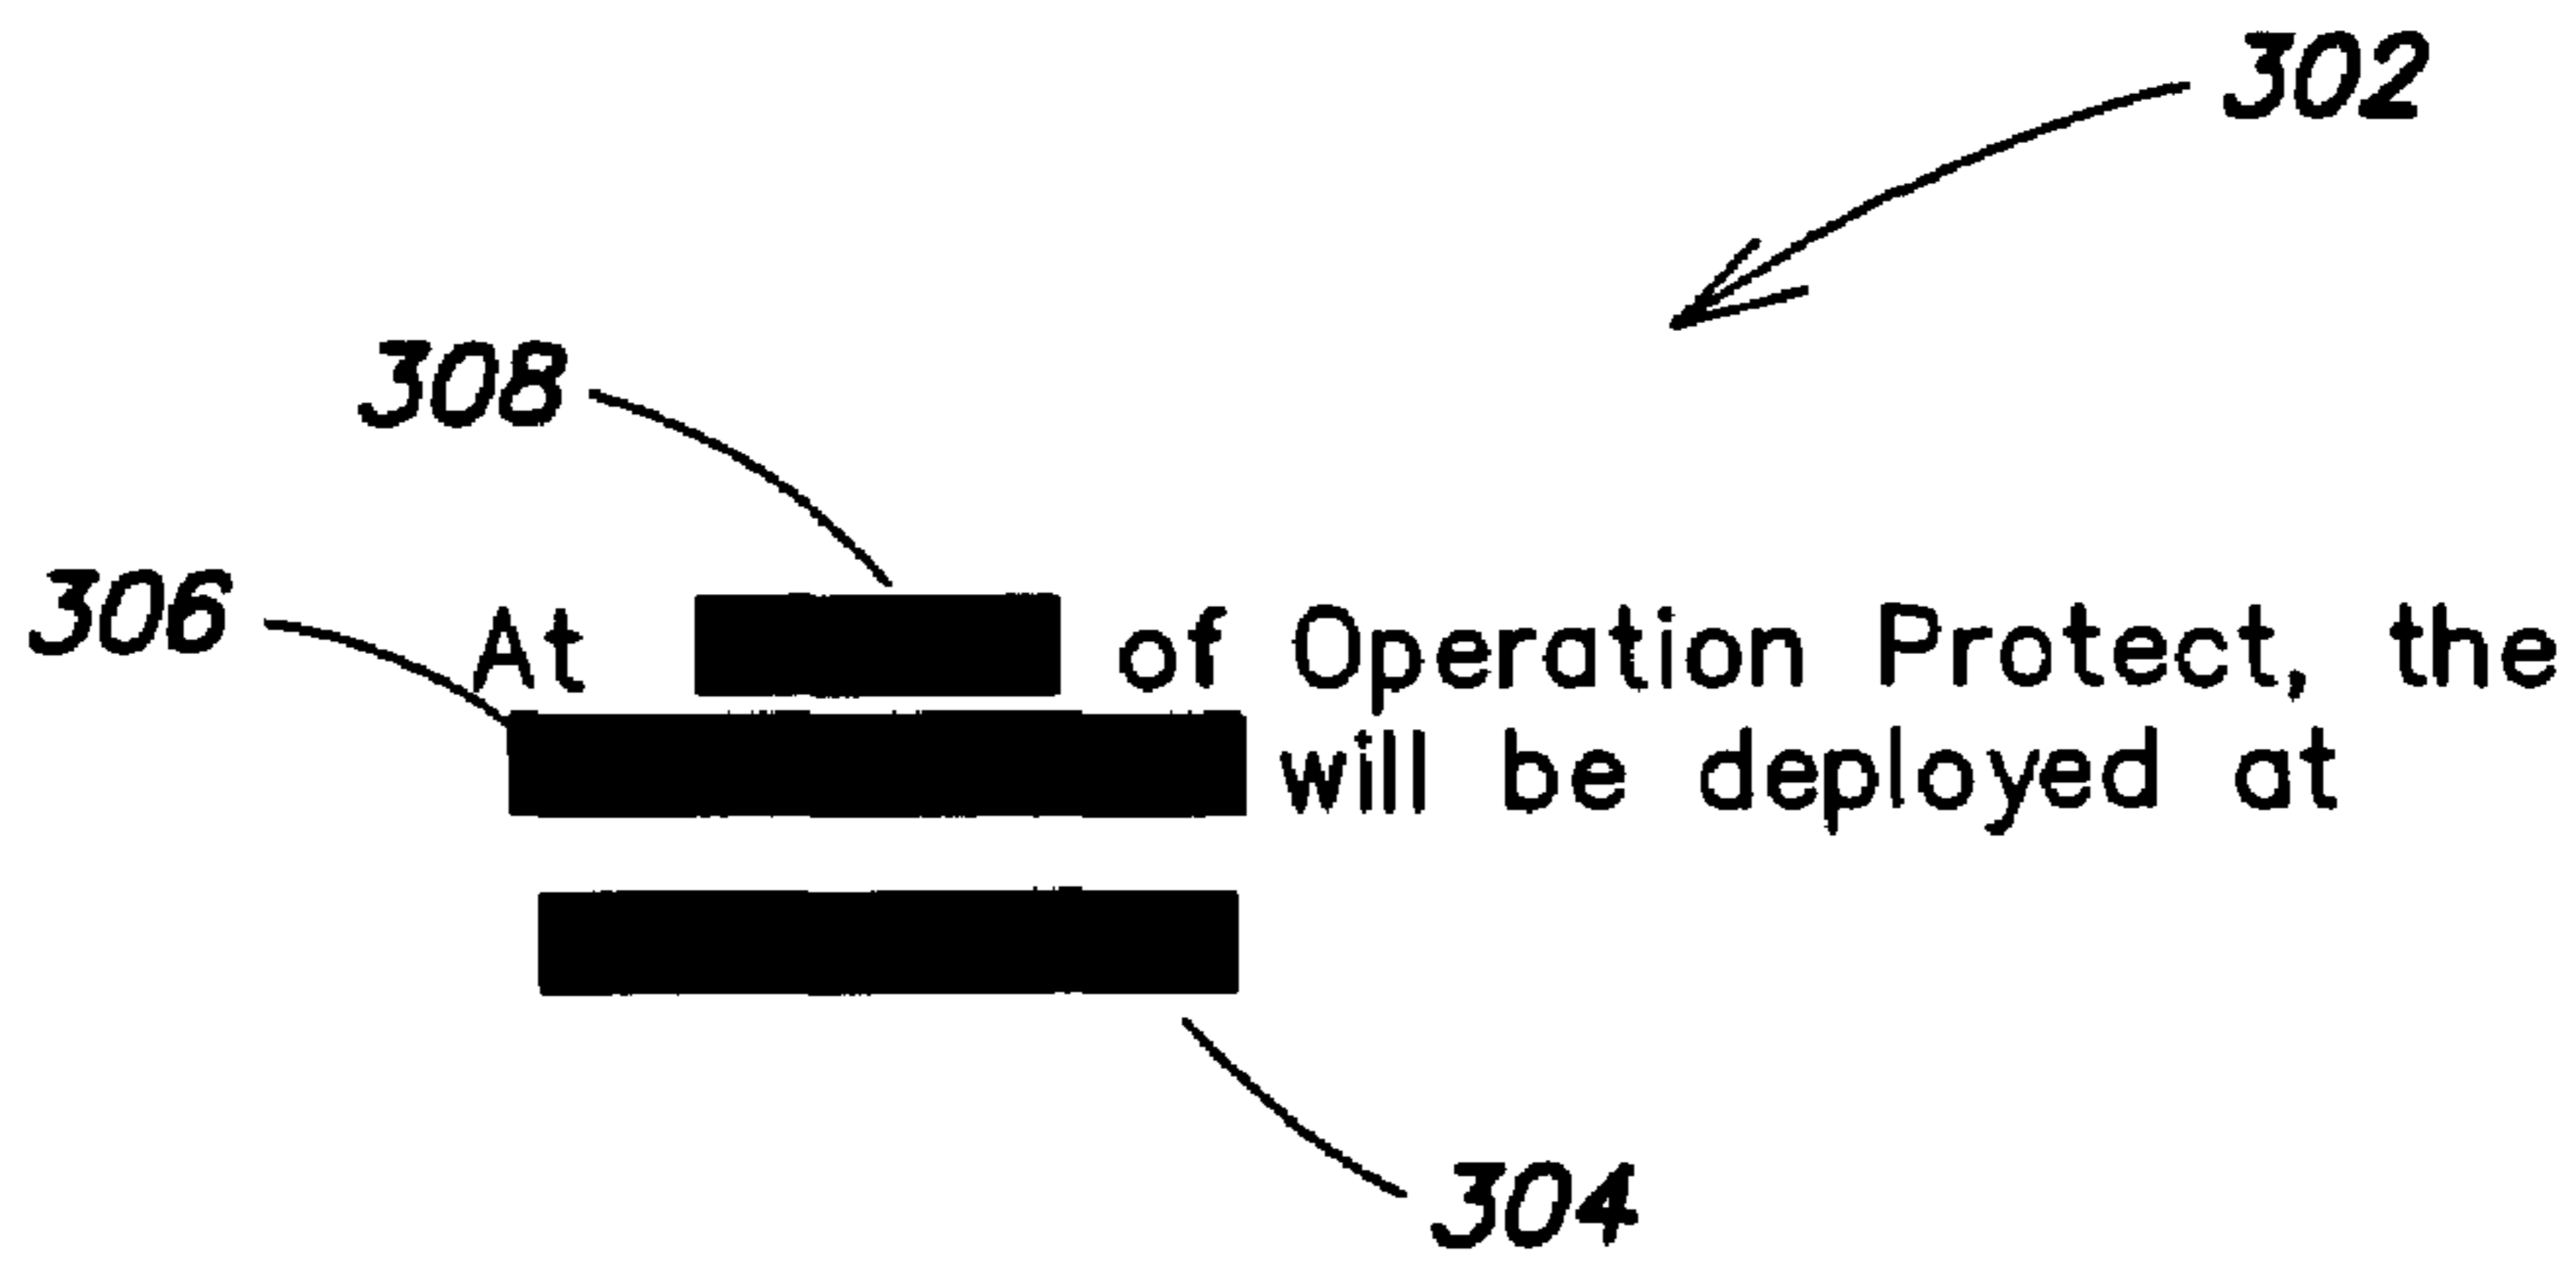 302
308
306
At of Operation Protect, the
will be deployed at
304